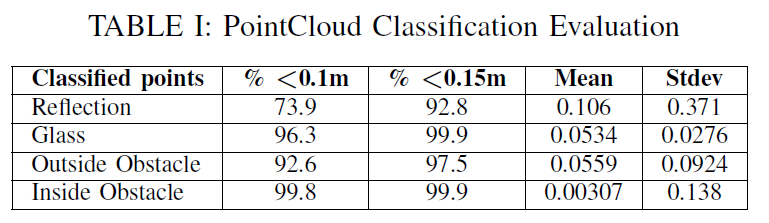 TABLE I: PointCloud Classification Evaluation
Classified points % <0.1m % <0.15m Mean Stdev
Reflection 73.9 92.8 0.106 0.371
Glass 96.3 99.9 0.0534 0.0276
Outside Obstacle 92.6 97.5 0.0559 0.0924
Inside Obstacle 99.8 99.9 0.00307 0.138